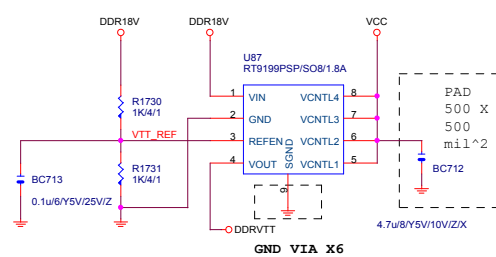 DDR18V
DDR18V
VCC
U87
RT9199PSP/SO8/1.8A
R1730
1K/4/1
VTT_REF
R1731
1K/4/1
BC713
0.1u/6/Y5V/25V/Z
1 VIN VCNTL4 8
2 GND VCNTL3 7
3 REFEN VCNTL2 6
4 VOUT VCNTL1 5
SGND
9
DDRVTT
GND VIA X6
PAD
500 X
500
mil^2
BC712
4.7u/8/Y5V/10V/Z/X